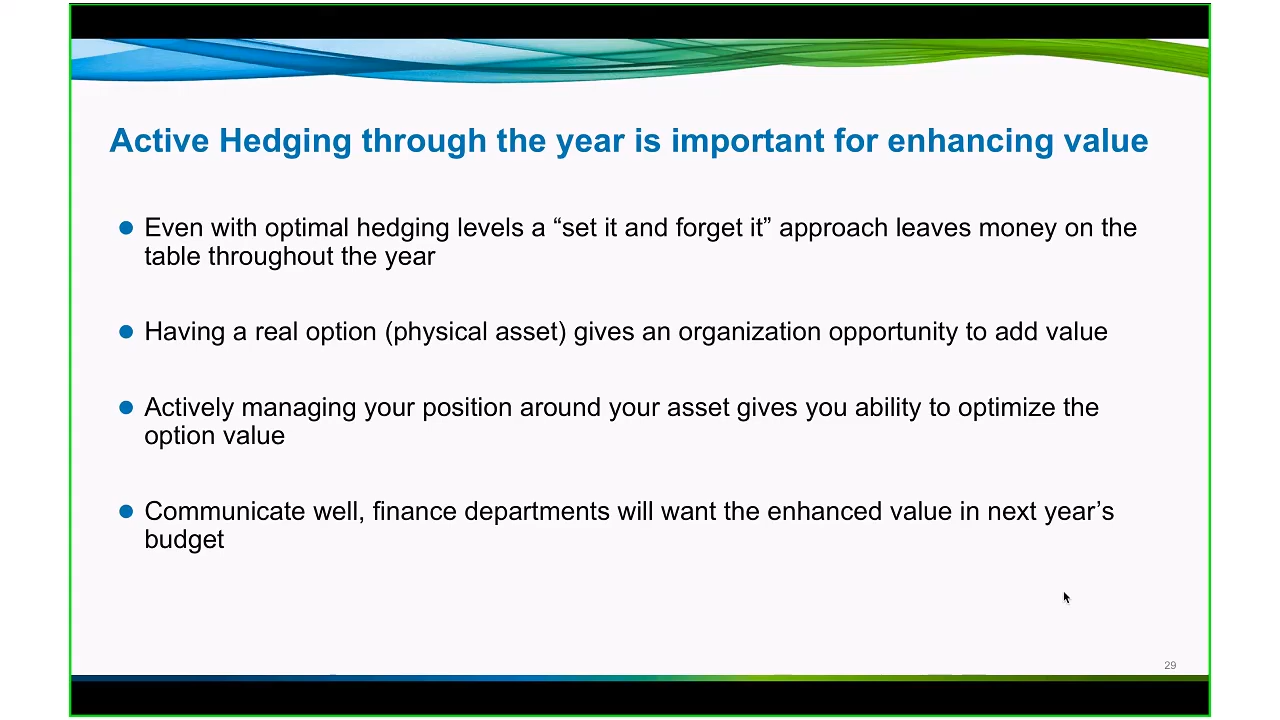 Active Hedging through the year is important for enhancing value
Even with optimal hedging levels a “set it and forget it” approach leaves money on the
table throughout the year
Having a real option (physical asset) gives an organization opportunity to add value
Actively managing your position around your asset gives you ability to optimize the
option value
Communicate well, finance departments will want the enhanced value in next year’s
budget
29